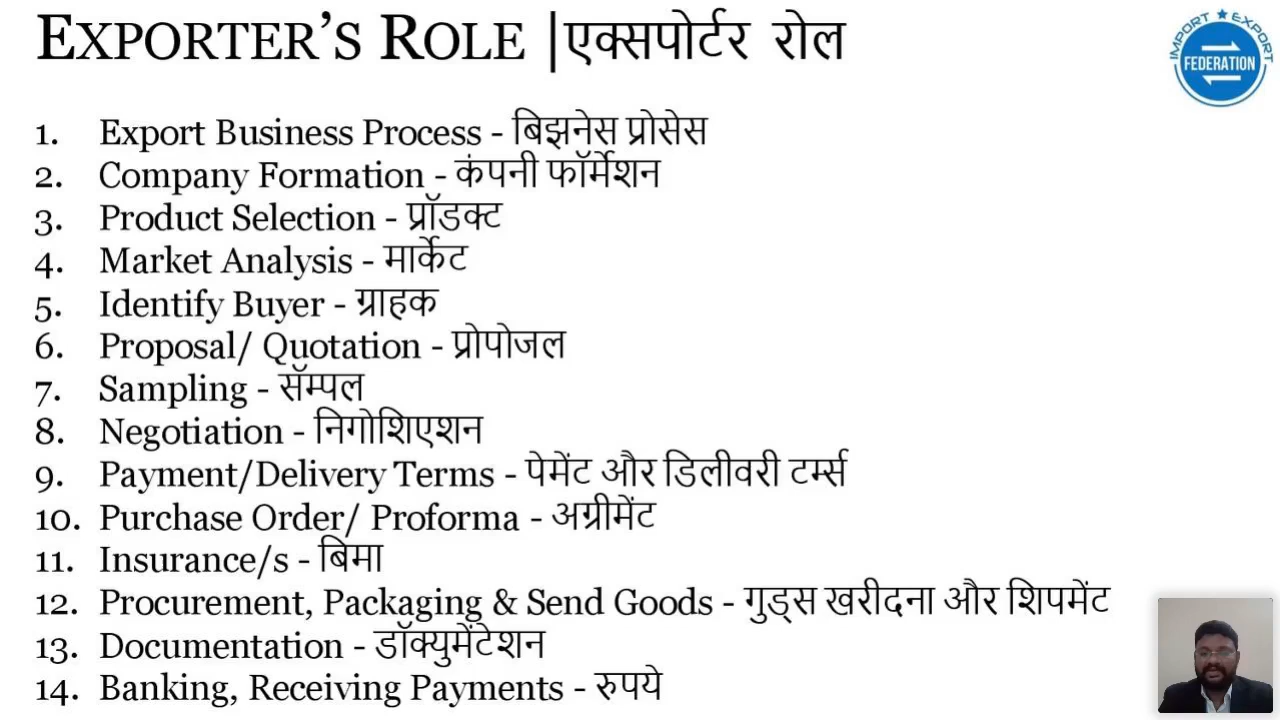 EXPORTER’S ROLE |एक्सपोर्टर रोल
IMPORT ★ EXPORT
FEDERATION
1. Export Business Process - बिझनेस प्रोसेस
2. Company Formation - कंपनी फॉर्मेशन
3. Product Selection - प्रॉडक्ट
4. Market Analysis - मार्केट
5. Identify Buyer - ग्राहक
6. Proposal/ Quotation - प्रोपोजल
7. Sampling - सॅम्पल
8. Negotiation - निगोशिएशन
9. Payment/Delivery Terms - पेमेंट और डिलीवरी टर्म्स
10. Purchase Order/ Proforma - अग्रीमेंट
11. Insurance/s - बिमा
12. Procurement, Packaging & Send Goods - गुड्स खरीदना और शिपमेंट
13. Documentation - डॉक्युमेंटेशन
14. Banking, Receiving Payments - रुपये